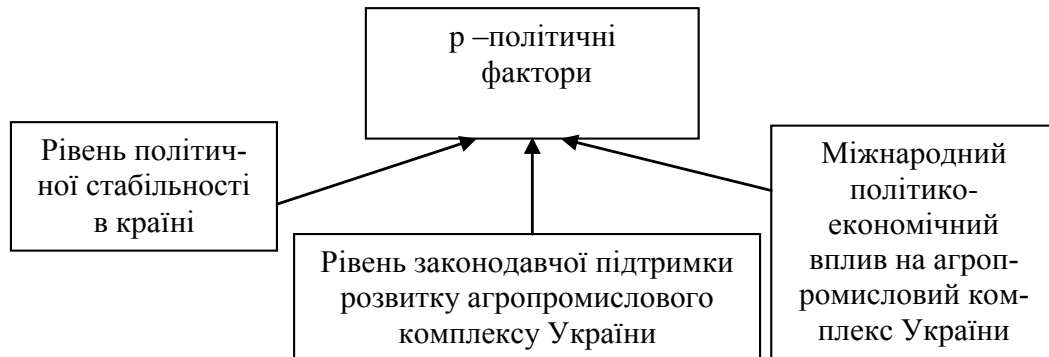 p –політичні
фактори
Рівень політич-
ної стабільності
в країні
Рівень законодавчої підтримки
розвитку агропромислового
комплексу України
Міжнародний
політико-
економічний
вплив на агроп-
ромисловий ком-
плекс України